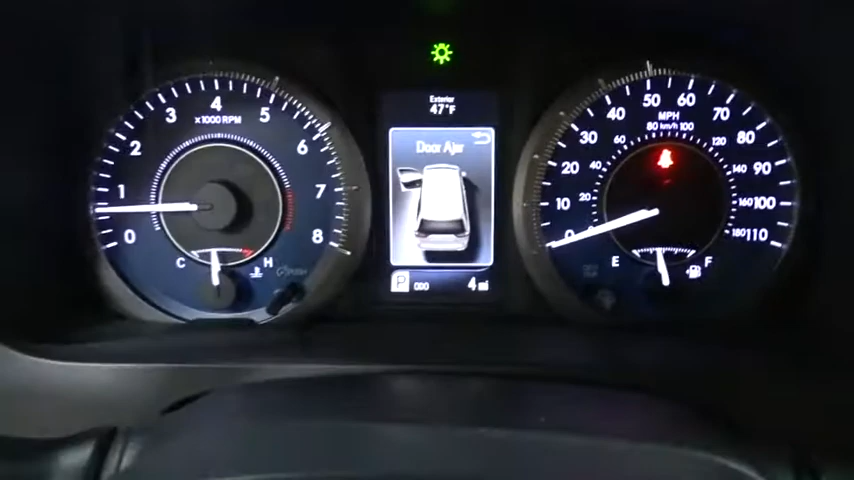 0 1 2 3 4 5 6 7 8
x1000 RPM
C H
Exterior
47°F
Door Ajar
P ODO 4 mi
0 10 20 30 40 50 60 70 80 90 100 110
MPH
20 40 60 80 km/h 100 120 140 160 180
E F